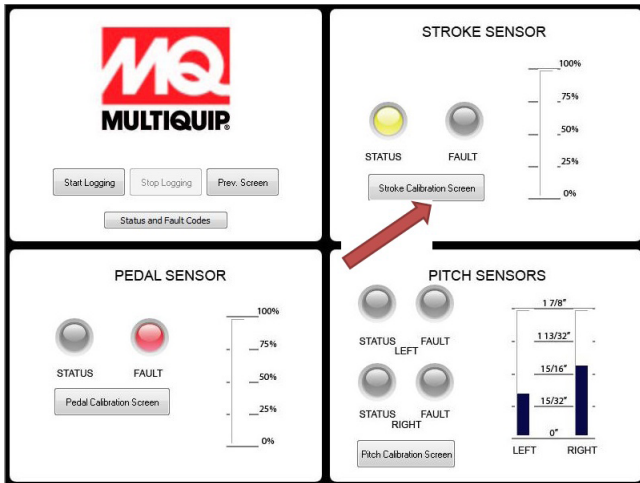 MQ
MULTIQUIP®
Start Logging
Stop Logging
Prev. Screen
Status and Fault Codes
STROKE SENSOR
STATUS
FAULT
100%
75%
50%
25%
0%
Stroke Calibration Screen
PEDAL SENSOR
STATUS
FAULT
100%
75%
50%
25%
0%
Pedal Calibration Screen
PITCH SENSORS
STATUS
FAULT
LEFT
STATUS
FAULT
RIGHT
Pitch Calibration Screen
1 7/8"
1 13/32"
15/16"
15/32"
0"
LEFT
RIGHT